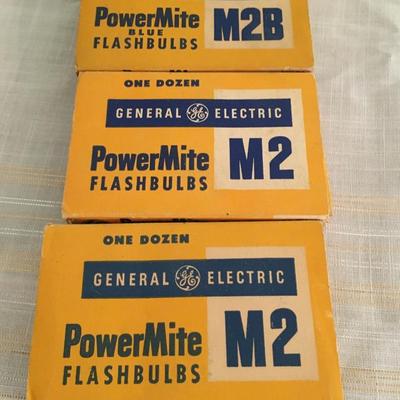 PowerMite M2B
BLUE
FLASHBULBS
ONE DOZEN
GENERAL GE ELECTRIC
PowerMite M2
FLASHBULBS
ONE DOZEN
GENERAL GE ELECTRIC
PowerMite M2
FLASHBULBS